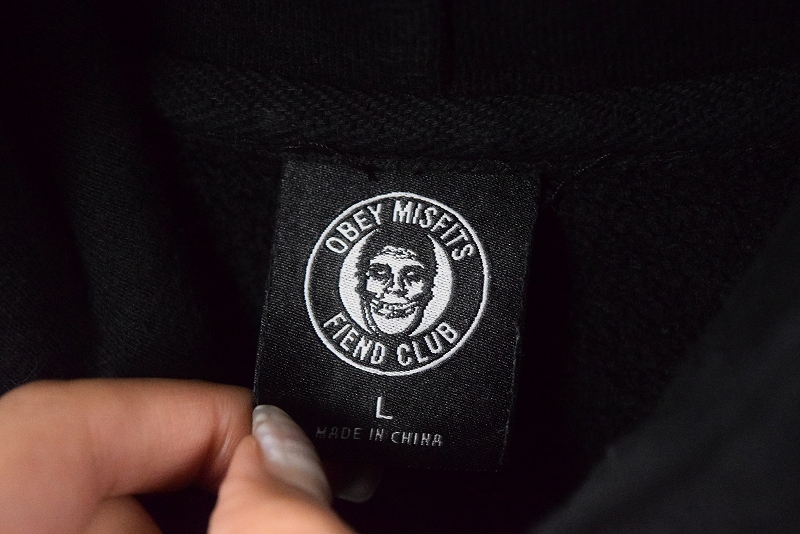 OBEY MISFITS
FIEND CLUB
L
MADE IN CHINA